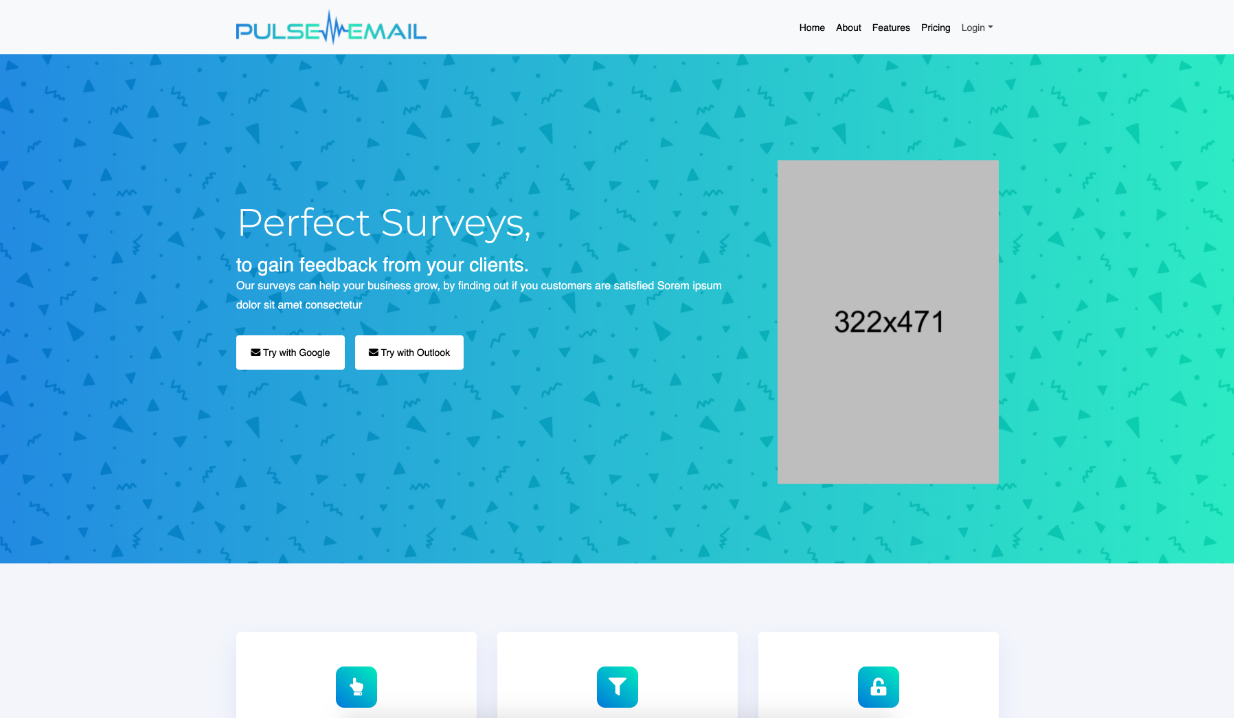 PULSE EMAIL
Home About Features Pricing Login
Perfect Surveys,
to gain feedback from your clients.
Our surveys can help your business grow, by finding out if you customers are satisfied Sorem ipsum
dolor sit amet consectetur
Try with Google Try with Outlook
322x471